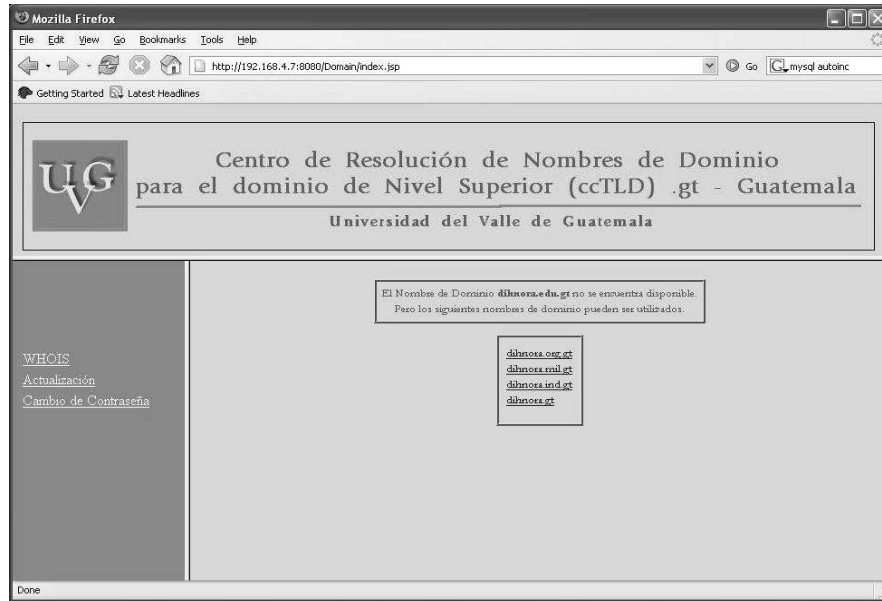 Mozilla Firefox
File Edit View Go Bookmarks Tools Help
http://192.168.4.7:8080/Domain/index.jsp Go G mysql autoinc
Getting Started Latest Headlines
UVG
Centro de Resolución de Nombres de Dominio
para el dominio de Nivel Superior (ccTLD) .gt - Guatemala
Universidad del Valle de Guatemala
El Nombre de Dominio dihnora.edu.gt no se encuentra disponible.
Pero los siguientes nombres de dominio pueden ser utilizados.
dihnora.org.gt
dihnora.mil.gt
dihnora.ind.gt
dihnora.gt
WHOIS
Actualización
Cambio de Contraseña
Done